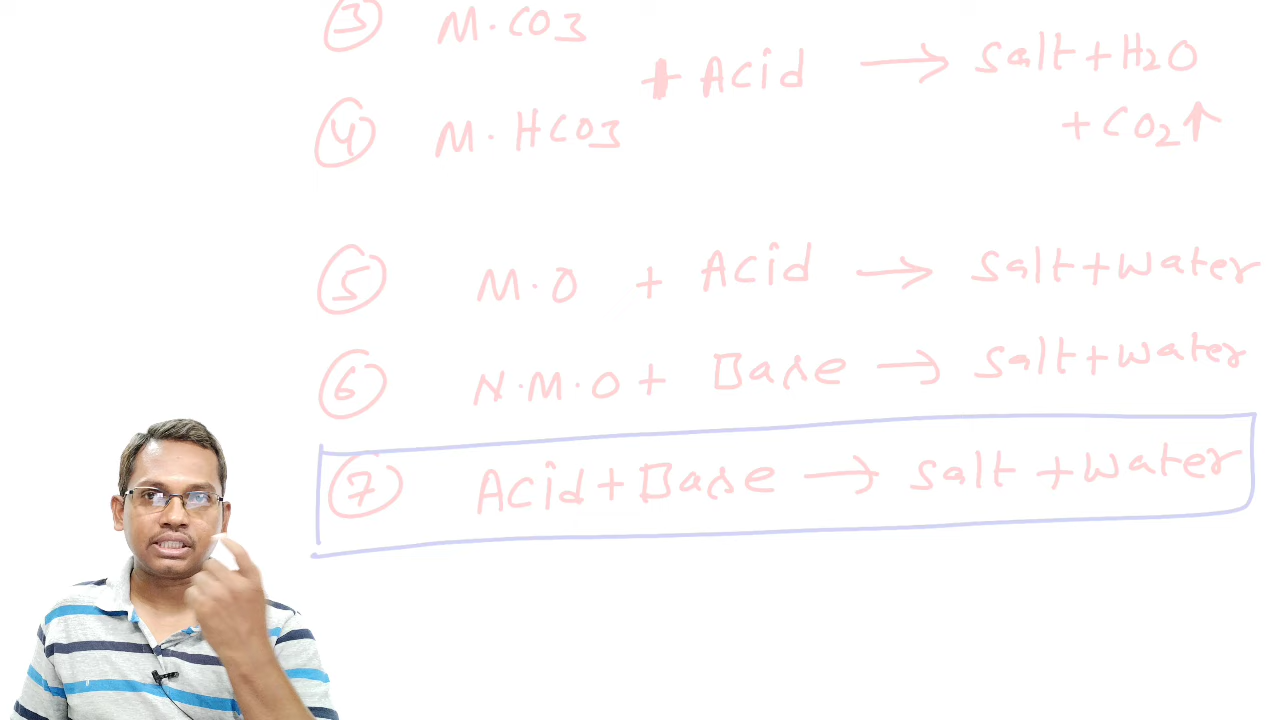 ③ M.CO3
+ Acid → Salt + H2O
④ M.HCO3
+ CO2↑
⑤ M.O + Acid → Salt + Water
⑥ N.M.O + Base → Salt + Water
⑦ Acid + Base → Salt + Water